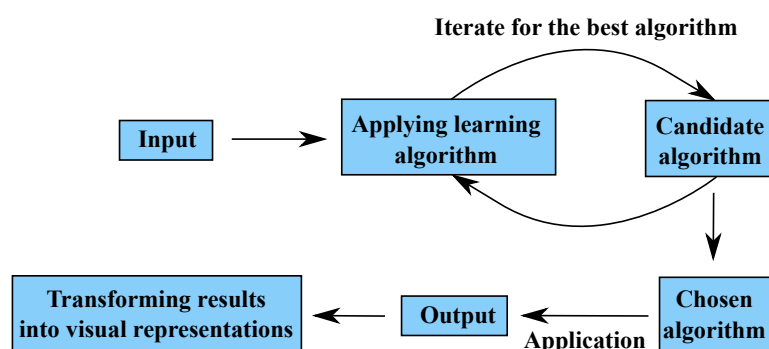 Iterate for the best algorithm
Input
Applying learning
algorithm
Candidate
algorithm
Transforming results
into visual representations
Output
Application
Chosen
algorithm